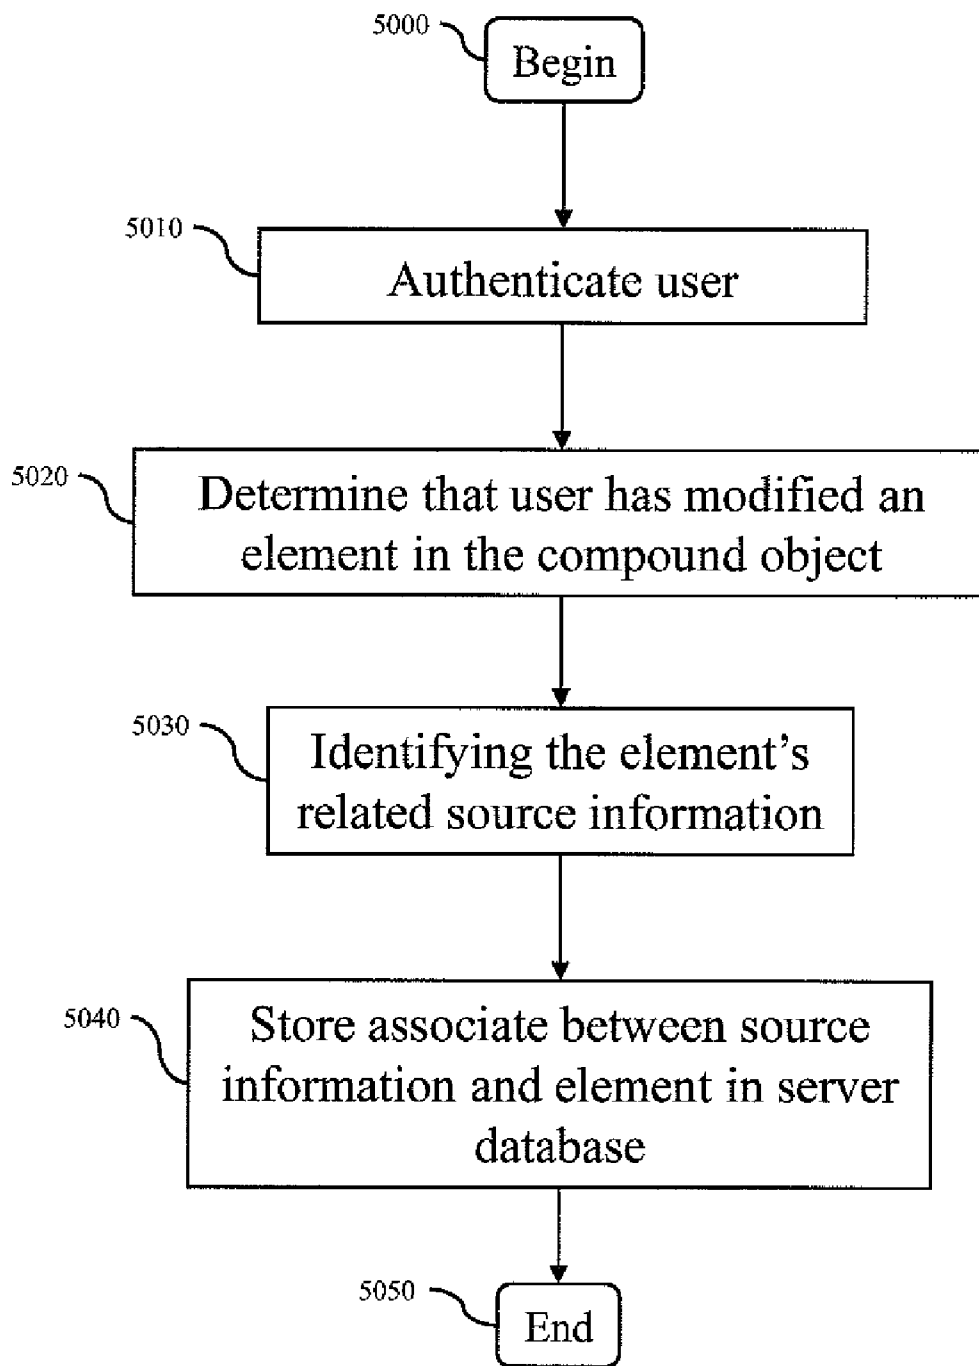 5000
Begin
5010
Authenticate user
5020
Determine that user has modified an
element in the compound object
5030
Identifying the element's
related source information
5040
Store associate between source
information and element in server
database
5050
End